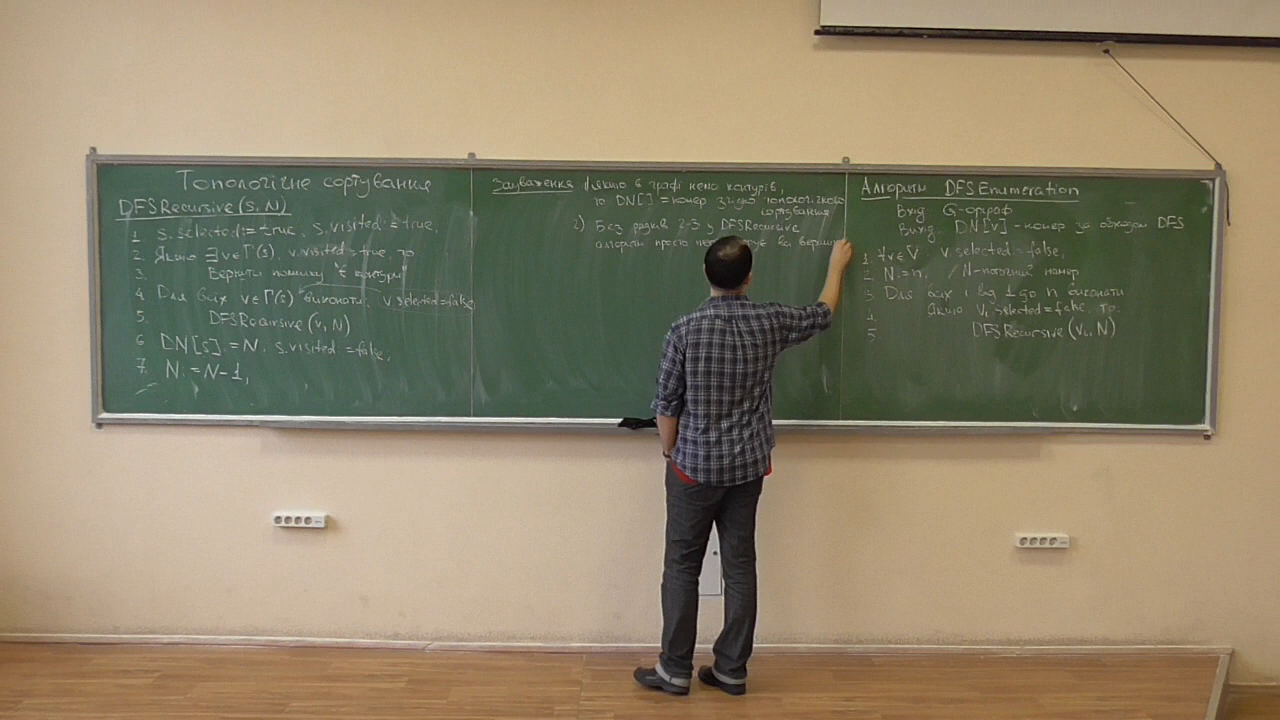 Топологічне сортування
DFSRecursive(S, N)
1. S.selected:=true, S.visited:=true,
2. Якщо ∃v∈Γ(s), v.visited=true, то
3. Вернути помилку "є контури"
4. Для всіх v∈Γ(s) виконати, v.selected=false
5. DFSRecursive(v, N)
6. DN[s]:=N, s.visited:=false,
7. N:=N-1,
Зауваження 1) Якщо в графі нема контурів,
то DN[] = номер згідно топологічного
сортування
2) Без рядків 2-3 у DFSRecursive
алгоритм просто всі вершини
Алгоритм DFSEnumeration
Вхід G-орграф
Вихід. DN[v] - номер за обходом DFS
1. ∀v∈V v.selected=false,
2. N:=n, / N-поточний номер
3. Для всіх i від 1 до n виконати
4. Якщо vi.selected=false, то:
5 DFSRecursive(vi, N)